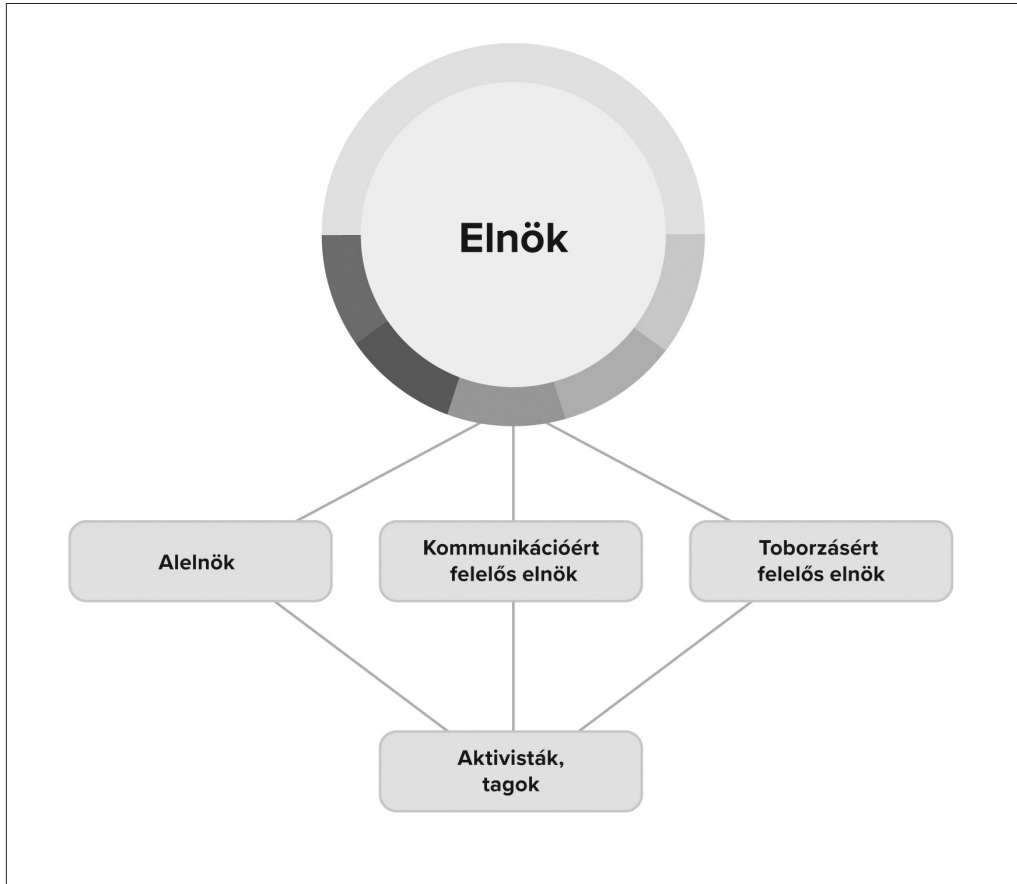 Elnök
Alelnök
Kommunikációért
felelős elnök
Toborzásért
felelős elnök
Aktivisták,
tagok